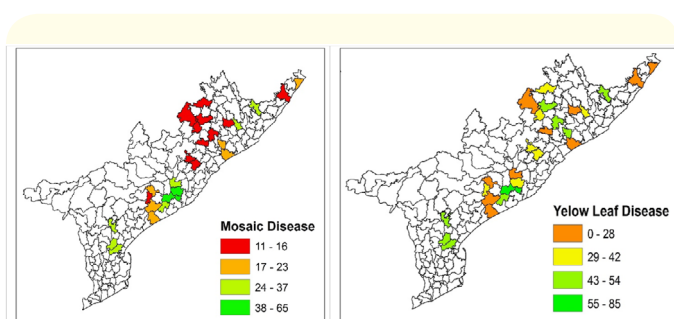 Mosaic Disease
11 - 16
17 - 23
24 - 37
38 - 65
Yelow Leaf Disease
0 - 28
29 - 42
43 - 54
55 - 85